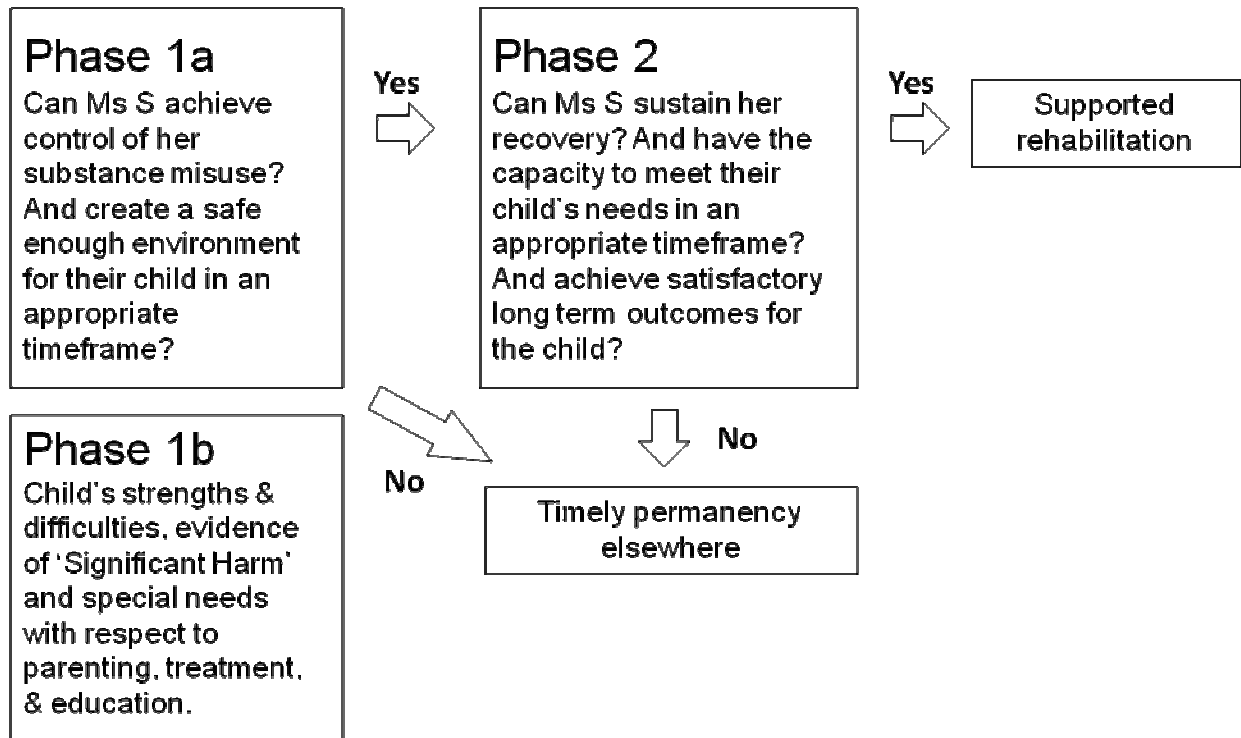 Phase 1a
Can Ms S achieve
control of her
substance misuse?
And create a safe
enough environment
for their child in an
appropriate
timeframe?
Yes
Phase 2
Can Ms S sustain her
recovery? And have the
capacity to meet their
child's needs in an
appropriate timeframe?
And achieve satisfactory
long term outcomes for
the child?
Yes
Supported
rehabilitation
Phase 1b
Child's strengths &
difficulties, evidence
of 'Significant Harm'
and special needs
with respect to
parenting, treatment,
& education.
No
No
Timely permanency
elsewhere